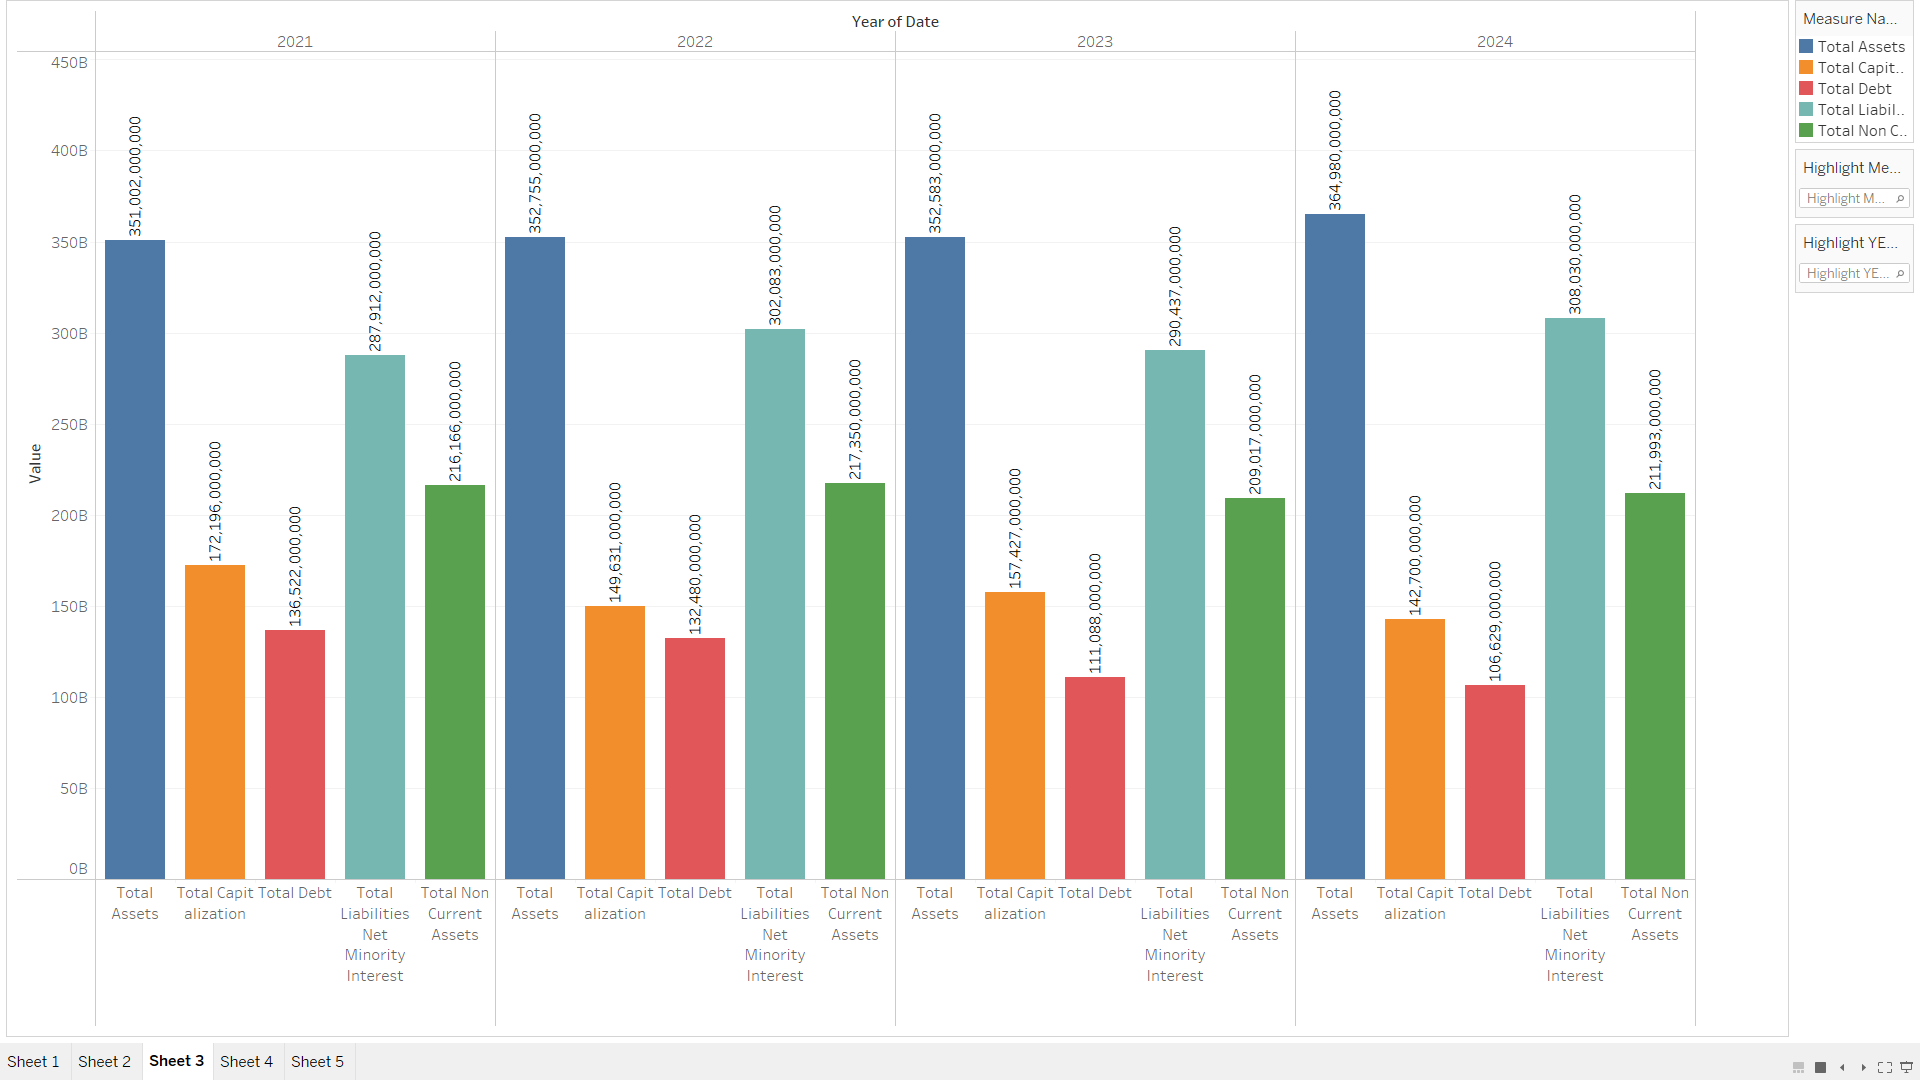 Year of Date
2021
2022
2023
2024
Value
450B
400B
350B
300B
250B
200B
150B
100B
50B
0B
351,002,000,000
172,196,000,000
136,522,000,000
287,912,000,000
216,166,000,000
352,755,000,000
149,631,000,000
132,480,000,000
302,083,000,000
217,350,000,000
352,583,000,000
157,427,000,000
111,088,000,000
290,437,000,000
209,017,000,000
364,980,000,000
142,700,000,000
106,629,000,000
308,030,000,000
211,993,000,000
Total
Assets
Total Capit
alization
Total Debt
Total
Liabilities
Net
Minority
Interest
Total Non
Current
Assets
Total
Assets
Total Capit
alization
Total Debt
Total
Liabilities
Net
Minority
Interest
Total Non
Current
Assets
Total
Assets
Total Capit
alization
Total Debt
Total
Liabilities
Net
Minority
Interest
Total Non
Current
Assets
Total
Assets
Total Capit
alization
Total Debt
Total
Liabilities
Net
Minority
Interest
Total Non
Current
Assets
Measure Na...
Total Assets
Total Capit..
Total Debt
Total Liabil..
Total Non C..
Highlight Me...
Highlight M...
Highlight YE...
Highlight YE...
Sheet 1
Sheet 2
Sheet 3
Sheet 4
Sheet 5